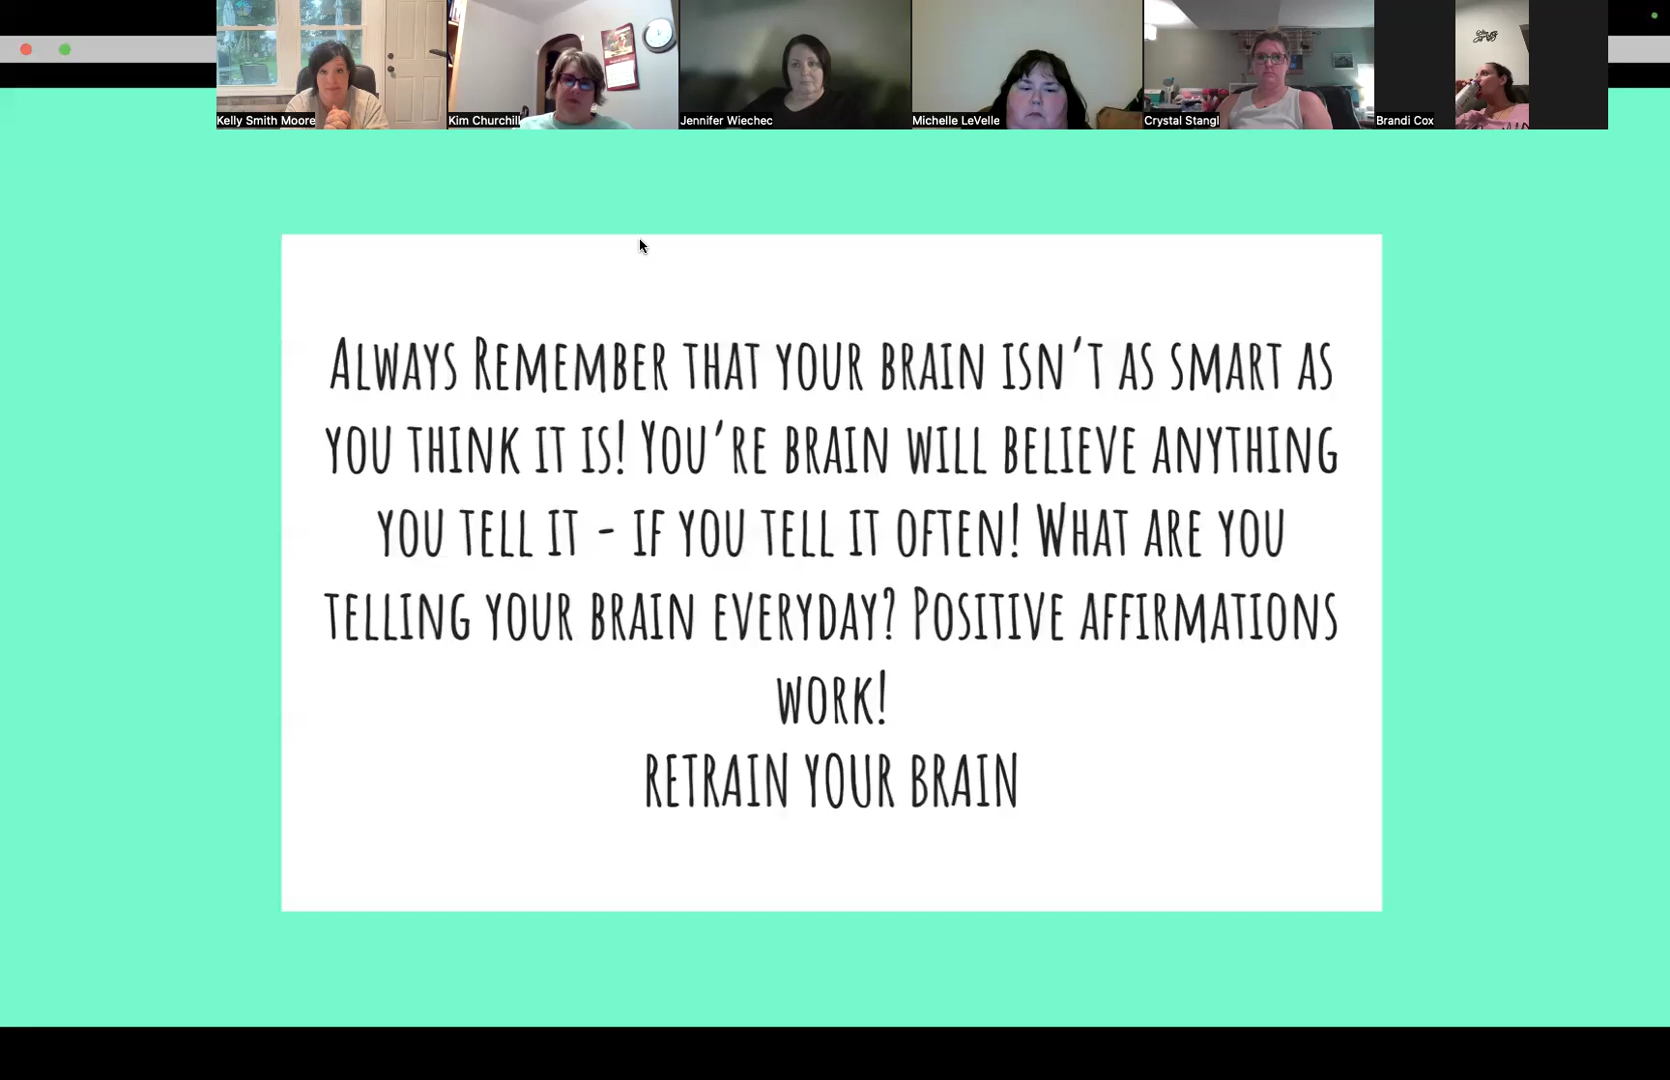 Kelly Smith Moore
Kim Churchill
Jennifer Wiechec
Michelle LeVelle
Crystal Stangl
Brandi Cox
Always Remember that your brain isn't as smart as
you think it is! You're brain will believe anything
you tell it - if you tell it often! What are you
telling your brain everyday? Positive affirmations
work!
RETRAIN YOUR BRAIN